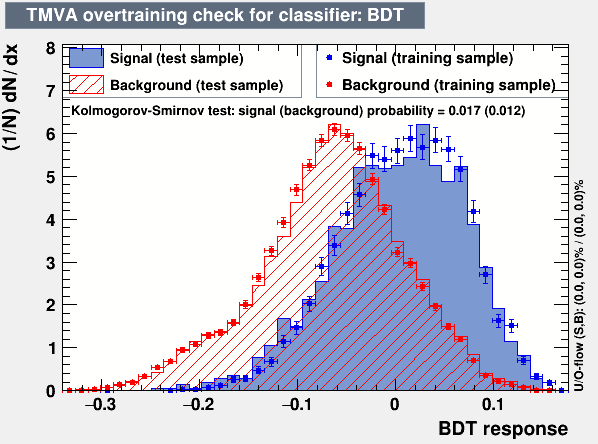 TMVA overtraining check for classifier: BDT
(1/N) dN / dx
8
7
6
5
4
3
2
1
0
Signal (test sample)
Signal (training sample)
Background (test sample)
Background (training sample)
Kolmogorov-Smirnov test: signal (background) probability = 0.017 (0.012)
U/O-flow (S,B): (0.0, 0.0)% / (0.0, 0.0)%
−0.3 −0.2 −0.1 0 0.1
BDT response